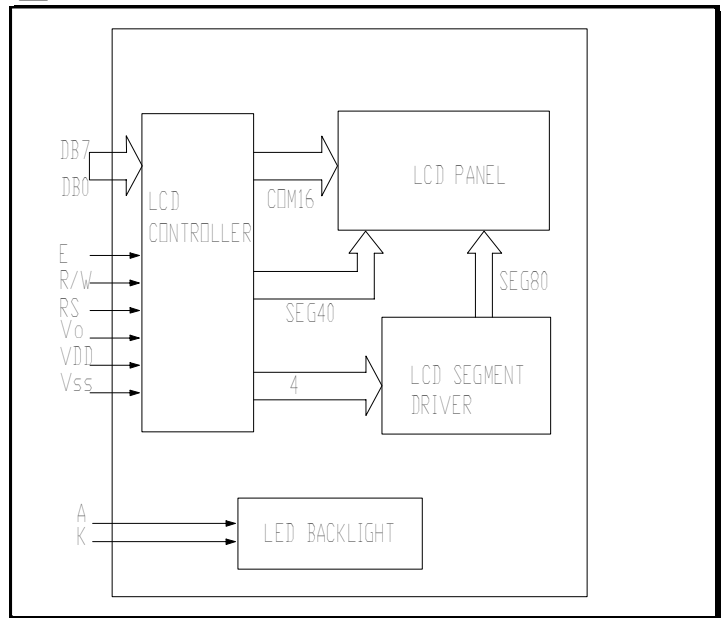 DB7
DB0
E
R/W
RS
Vo
VDD
Vss
LCD
CONTROLLER
COM16
LCD PANEL
SEG40
SEG80
4
LCD SEGMENT
DRIVER
A
K
LED BACKLIGHT